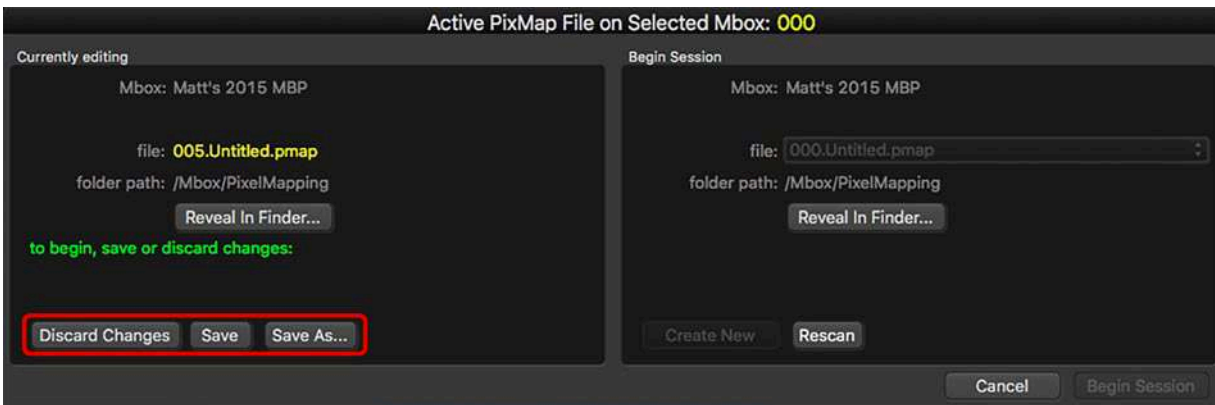 Active PixMap File on Selected Mbox: 000
Currently editing
Mbox: Matt's 2015 MBP
file: 005.Untitled.pmap
folder path: /Mbox/PixelMapping
Reveal In Finder...
to begin, save or discard changes:
Discard Changes Save Save As...
Begin Session
Mbox: Matt's 2015 MBP
file: 000.Untitled.pmap
folder path: /Mbox/PixelMapping
Reveal In Finder...
Create New Rescan
Cancel Begin Session